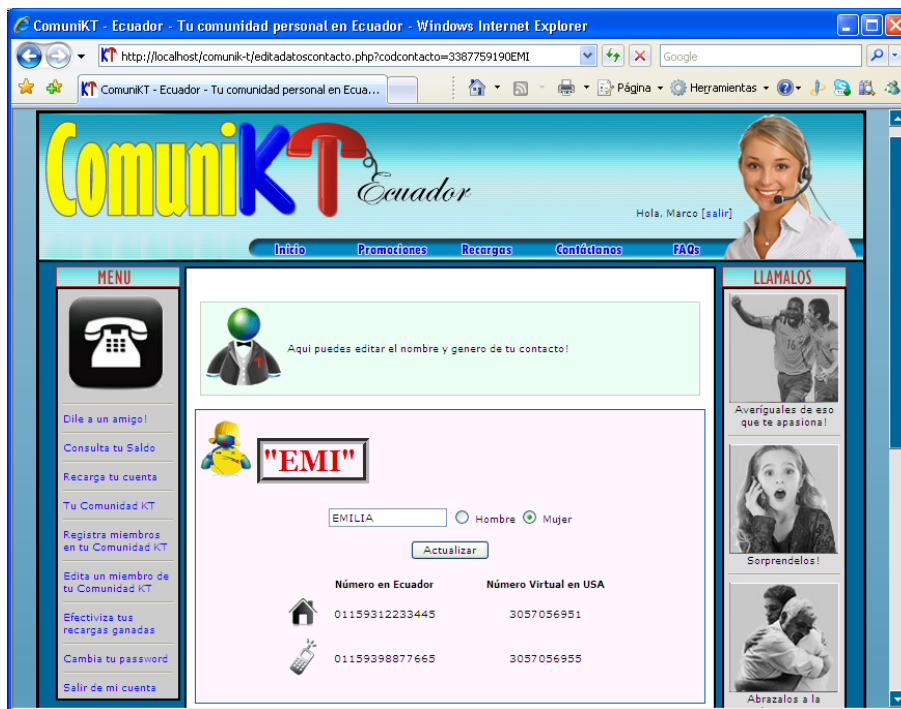 ComuniKT - Ecuador - Tu comunidad personal en Ecuador - Windows Internet Explorer
http://localhost/comunik-t/editadatoscontacto.php?codcontacto=3387759190EMI
Google
ComuniKT - Ecuador - Tu comunidad personal en Ecua...
Página
Herramientas
ComuniKT
Ecuador
Hola, Marco [salir]
Inicio Promociones Recargas Contáctanos FAQs
MENU
Dile a un amigo!
Consulta tu Saldo
Recarga tu cuenta
Tu Comunidad KT
Registra miembros
en tu Comunidad KT
Edita un miembro de
tu Comunidad KT
Efectiviza tus
recargas ganadas
Cambia tu password
Salir de mi cuenta
Aqui puedes editar el nombre y genero de tu contacto!
"EMI"
EMILIA Hombre Mujer
Actualizar
Número en Ecuador Número Virtual en USA
01159312233445 3057056951
01159398877665 3057056955
LLAMALOS
16
Averíguales de eso
que te apasiona!
Sorprendelos!
Abrazalos a la